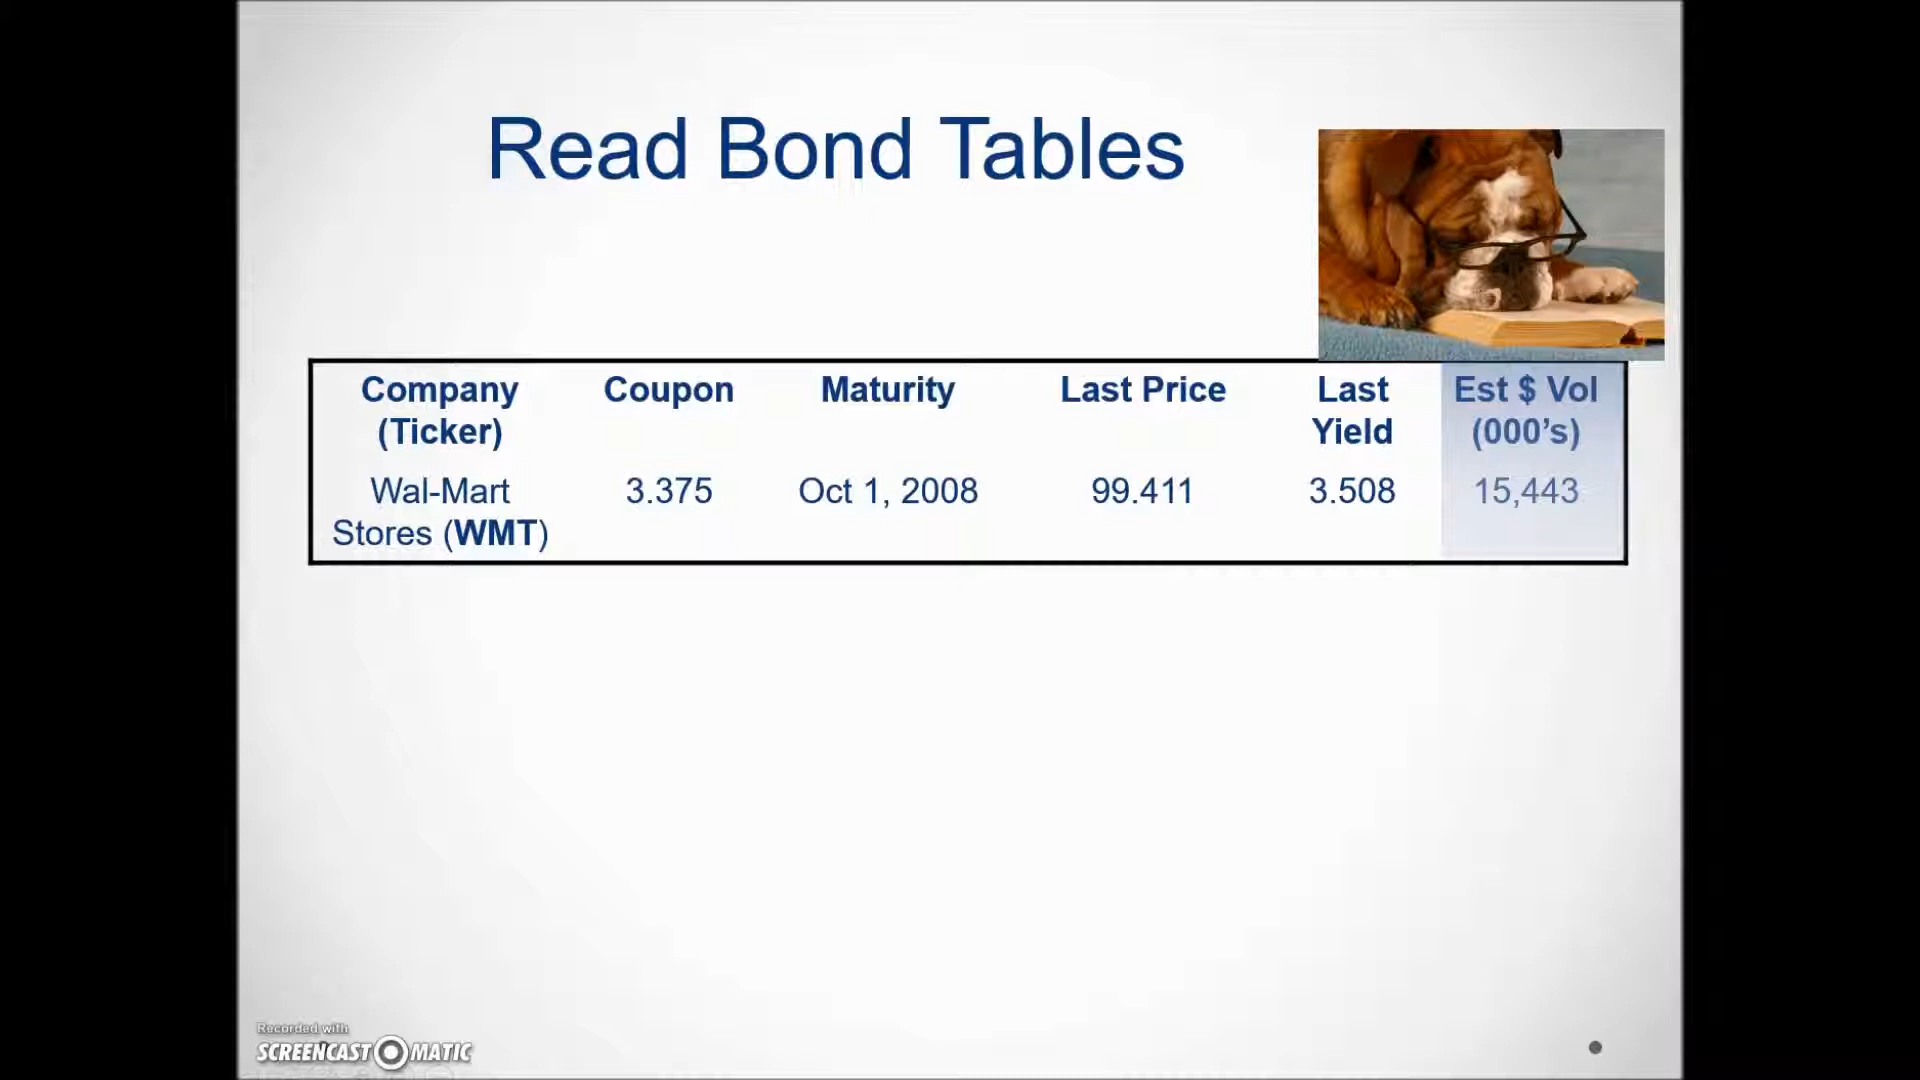 Read Bond Tables
Company Coupon Maturity Last Price Last Est $ Vol
(Ticker) Yield (000’s)
Wal-Mart 3.375 Oct 1, 2008 99.411 3.508 15,443
Stores (WMT)
Recorded with
SCREENCAST MATIC